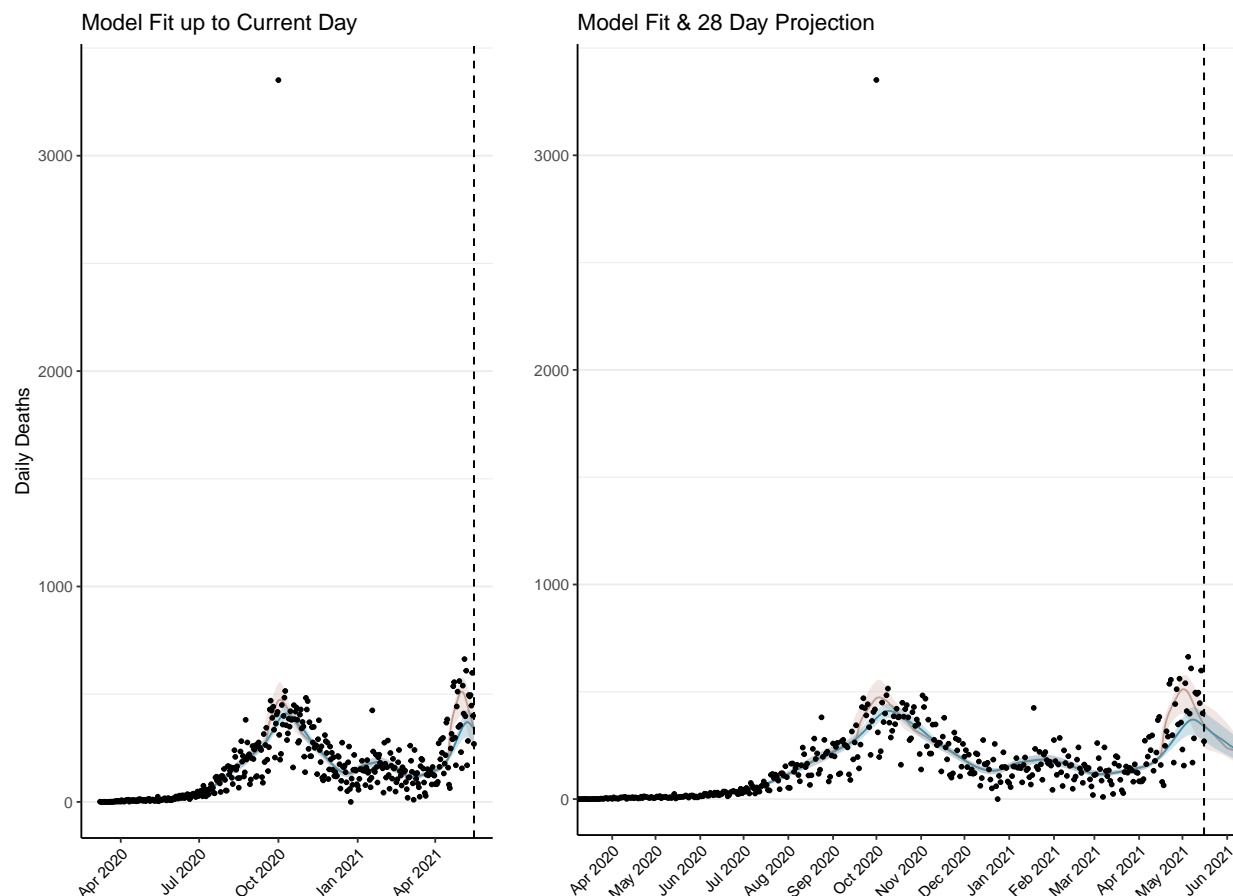 Model Fit up to Current Day
Daily Deaths
3000
2000
1000
0
Apr 2020
Jul 2020
Oct 2020
Jan 2021
Apr 2021
Model Fit & 28 Day Projection
3000
2000
1000
0
Apr 2020
May 2020
Jun 2020
Jul 2020
Aug 2020
Sep 2020
Oct 2020
Nov 2020
Dec 2020
Jan 2021
Feb 2021
Mar 2021
Apr 2021
May 2021
Jun 2021